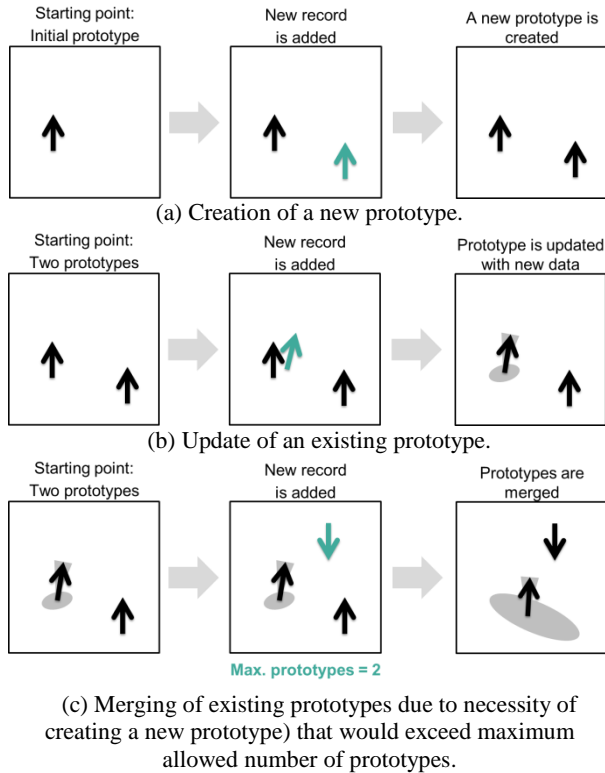 Starting point:
Initial prototype
New record
is added
A new prototype is
created
(a) Creation of a new prototype.
Starting point:
Two prototypes
New record
is added
Prototype is updated
with new data
(b) Update of an existing prototype.
Starting point:
Two prototypes
New record
is added
Prototypes are
merged
Max. prototypes = 2
(c) Merging of existing prototypes due to necessity of
creating a new prototype) that would exceed maximum
allowed number of prototypes.